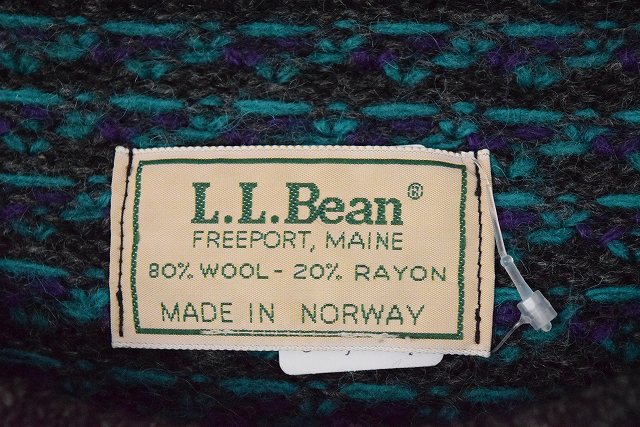 L.L.Bean®
FREEPORT, MAINE
80% WOOL - 20% RAYON
MADE IN NORWAY